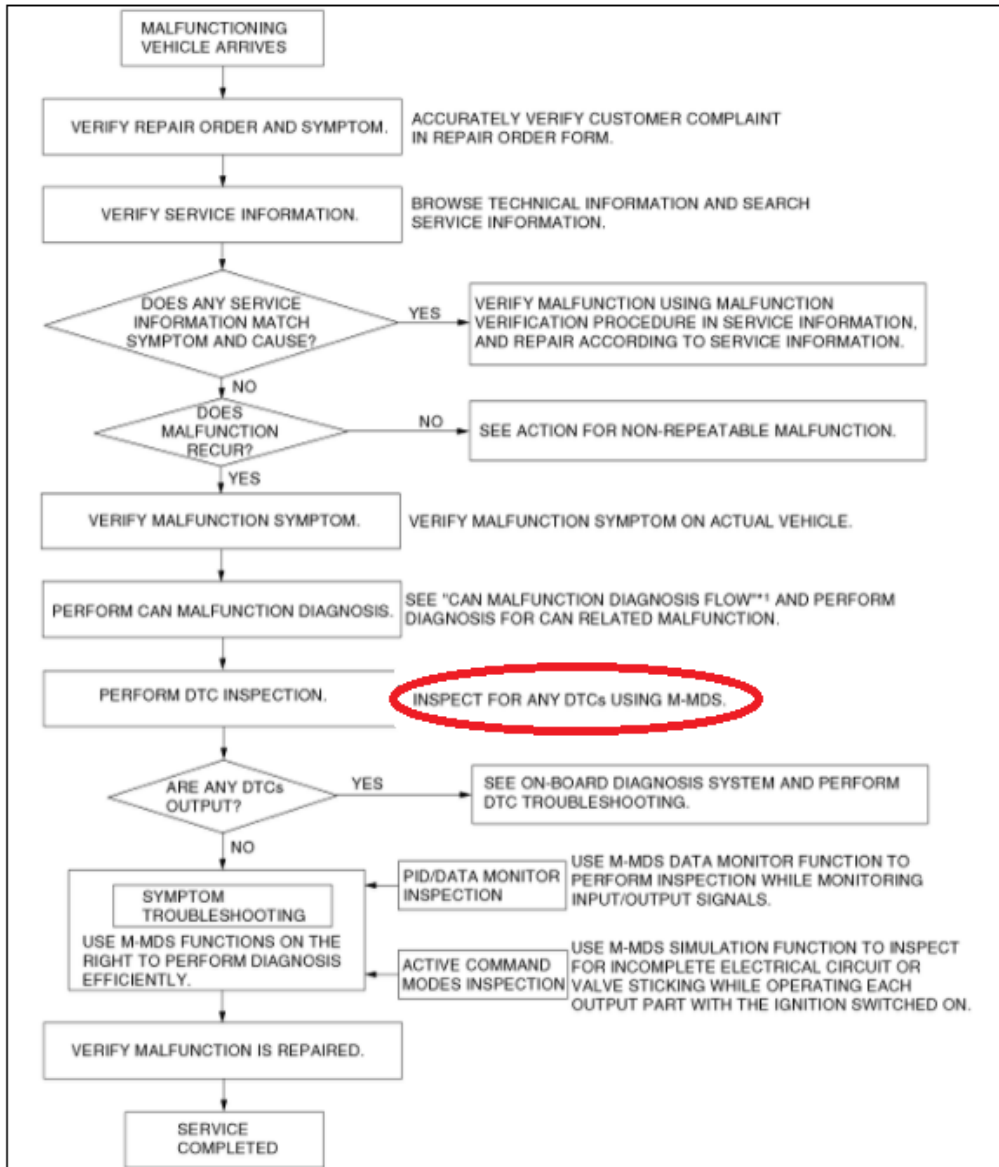 MALFUNCTIONING
VEHICLE ARRIVES
VERIFY REPAIR ORDER AND SYMPTOM.
ACCURATELY VERIFY CUSTOMER COMPLAINT
IN REPAIR ORDER FORM.
VERIFY SERVICE INFORMATION.
BROWSE TECHNICAL INFORMATION AND SEARCH
SERVICE INFORMATION.
DOES ANY SERVICE
INFORMATION MATCH
SYMPTOM AND CAUSE?
YES
VERIFY MALFUNCTION USING MALFUNCTION
VERIFICATION PROCEDURE IN SERVICE INFORMATION,
AND REPAIR ACCORDING TO SERVICE INFORMATION.
NO
DOES
MALFUNCTION
RECUR?
NO
SEE ACTION FOR NON-REPEATABLE MALFUNCTION.
YES
VERIFY MALFUNCTION SYMPTOM.
VERIFY MALFUNCTION SYMPTOM ON ACTUAL VEHICLE.
PERFORM CAN MALFUNCTION DIAGNOSIS.
SEE "CAN MALFUNCTION DIAGNOSIS FLOW"*1 AND PERFORM
DIAGNOSIS FOR CAN RELATED MALFUNCTION.
PERFORM DTC INSPECTION.
INSPECT FOR ANY DTCs USING M-MDS.
ARE ANY DTCs
OUTPUT?
YES
SEE ON-BOARD DIAGNOSIS SYSTEM AND PERFORM
DTC TROUBLESHOOTING.
NO
SYMPTOM
TROUBLESHOOTING
USE M-MDS FUNCTIONS ON THE
RIGHT TO PERFORM DIAGNOSIS
EFFICIENTLY.
PID/DATA MONITOR
INSPECTION
USE M-MDS DATA MONITOR FUNCTION TO
PERFORM INSPECTION WHILE MONITORING
INPUT/OUTPUT SIGNALS.
ACTIVE COMMAND
MODES INSPECTION
USE M-MDS SIMULATION FUNCTION TO INSPECT
FOR INCOMPLETE ELECTRICAL CIRCUIT OR
VALVE STICKING WHILE OPERATING EACH
OUTPUT PART WITH THE IGNITION SWITCHED ON.
VERIFY MALFUNCTION IS REPAIRED.
SERVICE
COMPLETED